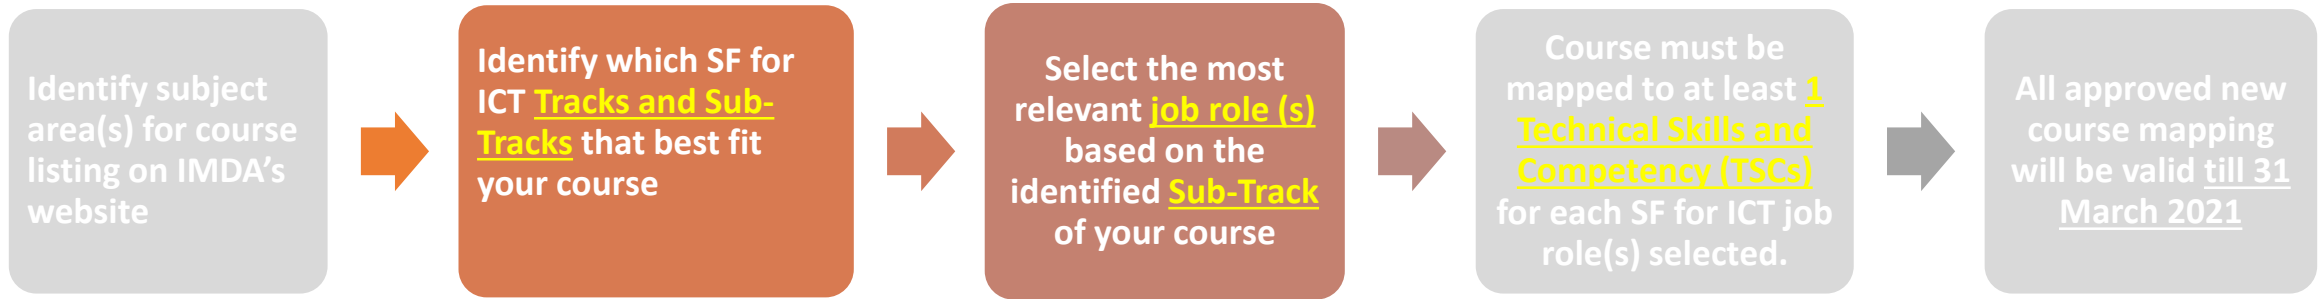 Identify subject
area(s) for course
listing on IMDA's
website
Identify which SF for
ICT Tracks and Sub-
Tracks that best fit
your course
Select the most
relevant job role (s)
based on the
identified Sub-Track
of your course
Course must be
mapped to at least 1
Technical Skills and
Competency (TSCs)
for each SF for ICT job
role(s) selected.
All approved new
course mapping
will be valid till 31
March 2021